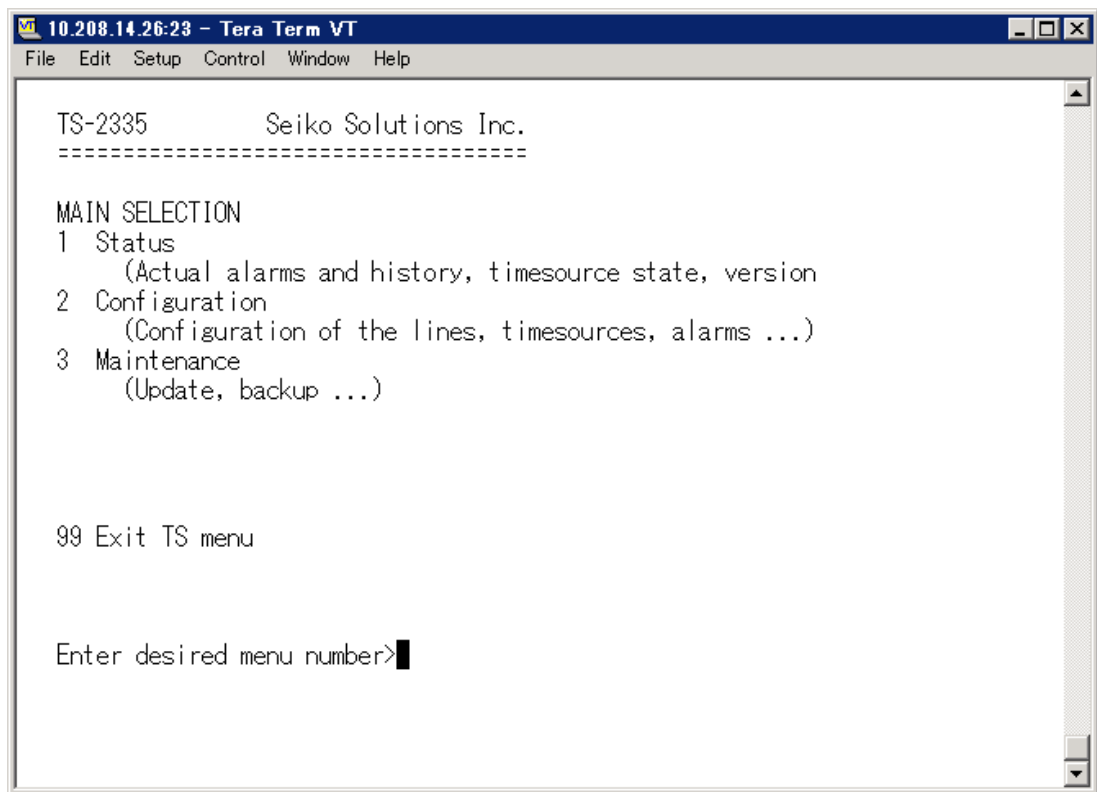 10.208.14.26:23 - Tera Term VT
File Edit Setup Control Window Help
TS-2335 Seiko Solutions Inc.
===================================
MAIN SELECTION
1 Status
(Actual alarms and history, timesource state, version
2 Configuration
(Configuration of the lines, timesources, alarms ...)
3 Maintenance
(Update, backup ...)
99 Exit TS menu
Enter desired menu number>